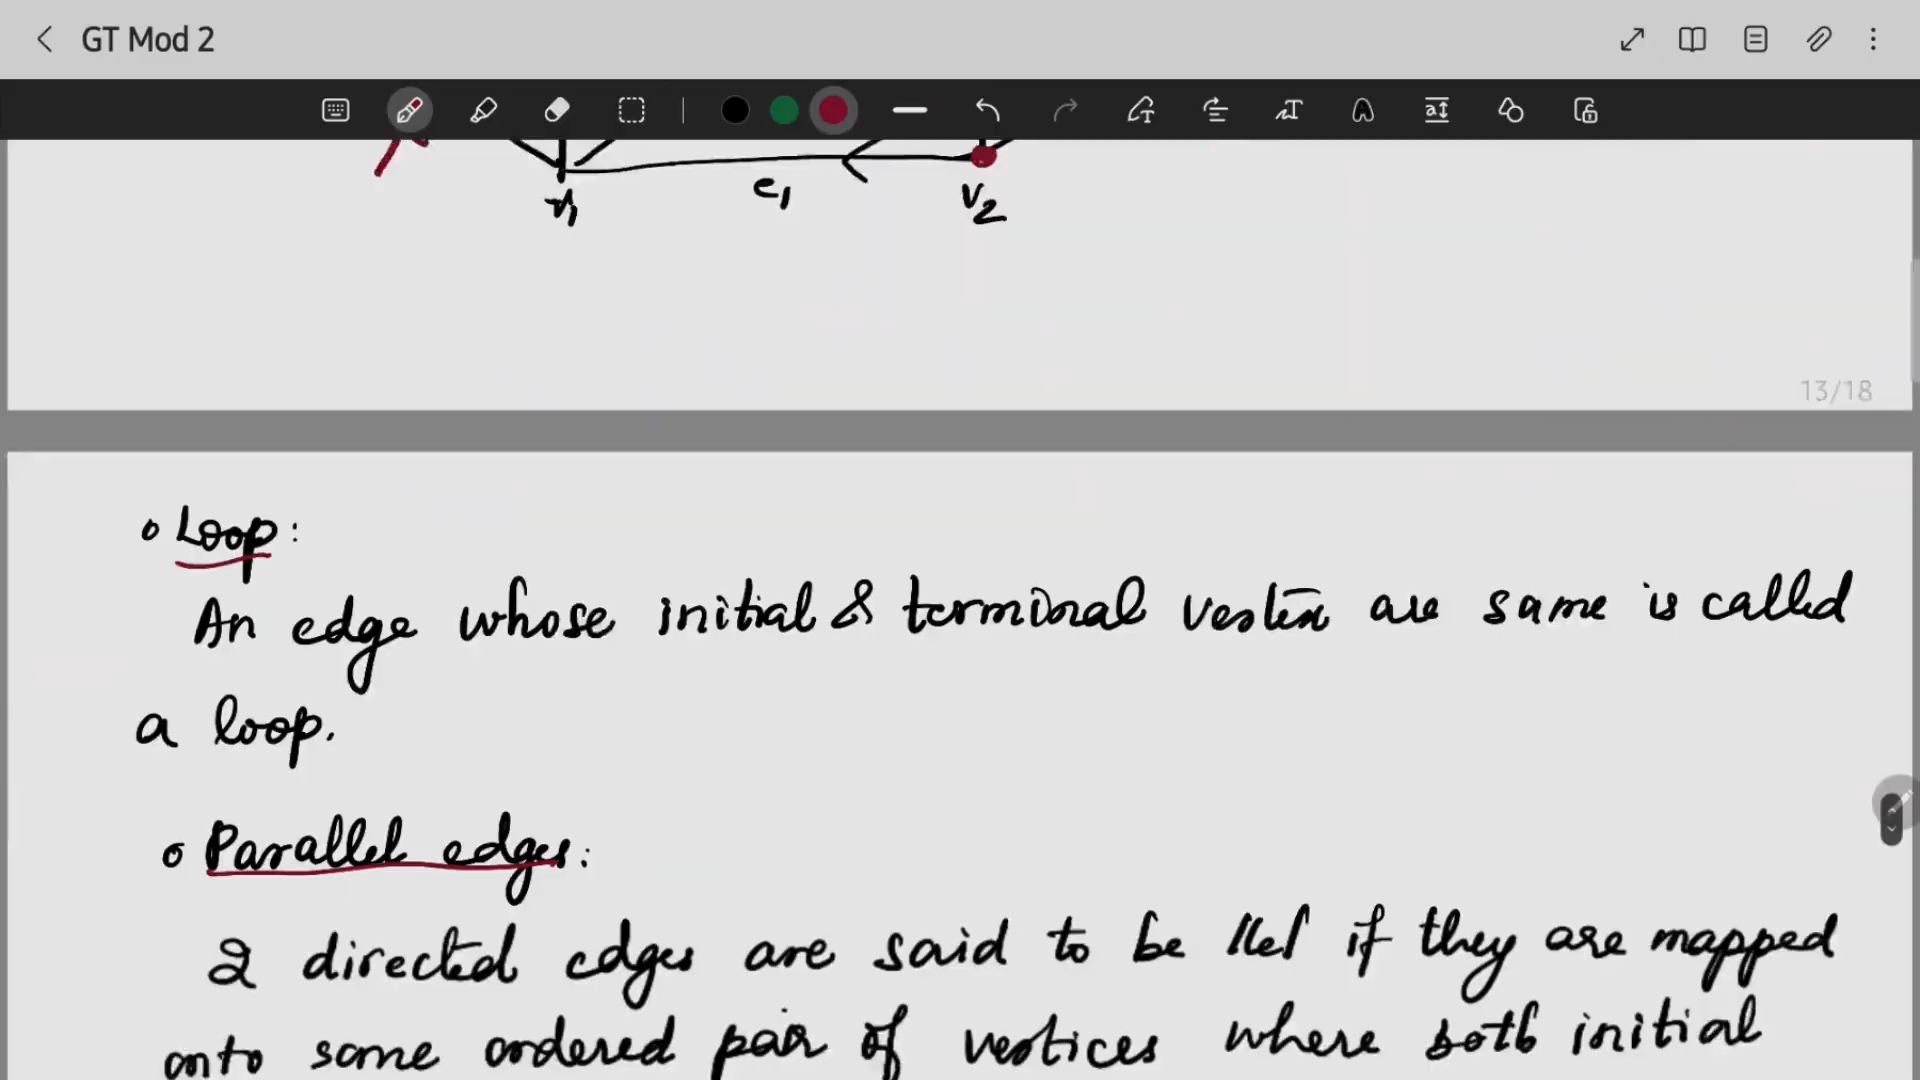 GT Mod 2
e1
v1
v2
13/18
Loop:
An edge whose initial & terminal vertex are same is called
a loop.
Parallel edges:
2 directed edges are said to be llel if they are mapped
onto same ordered pair of vertices where both initial